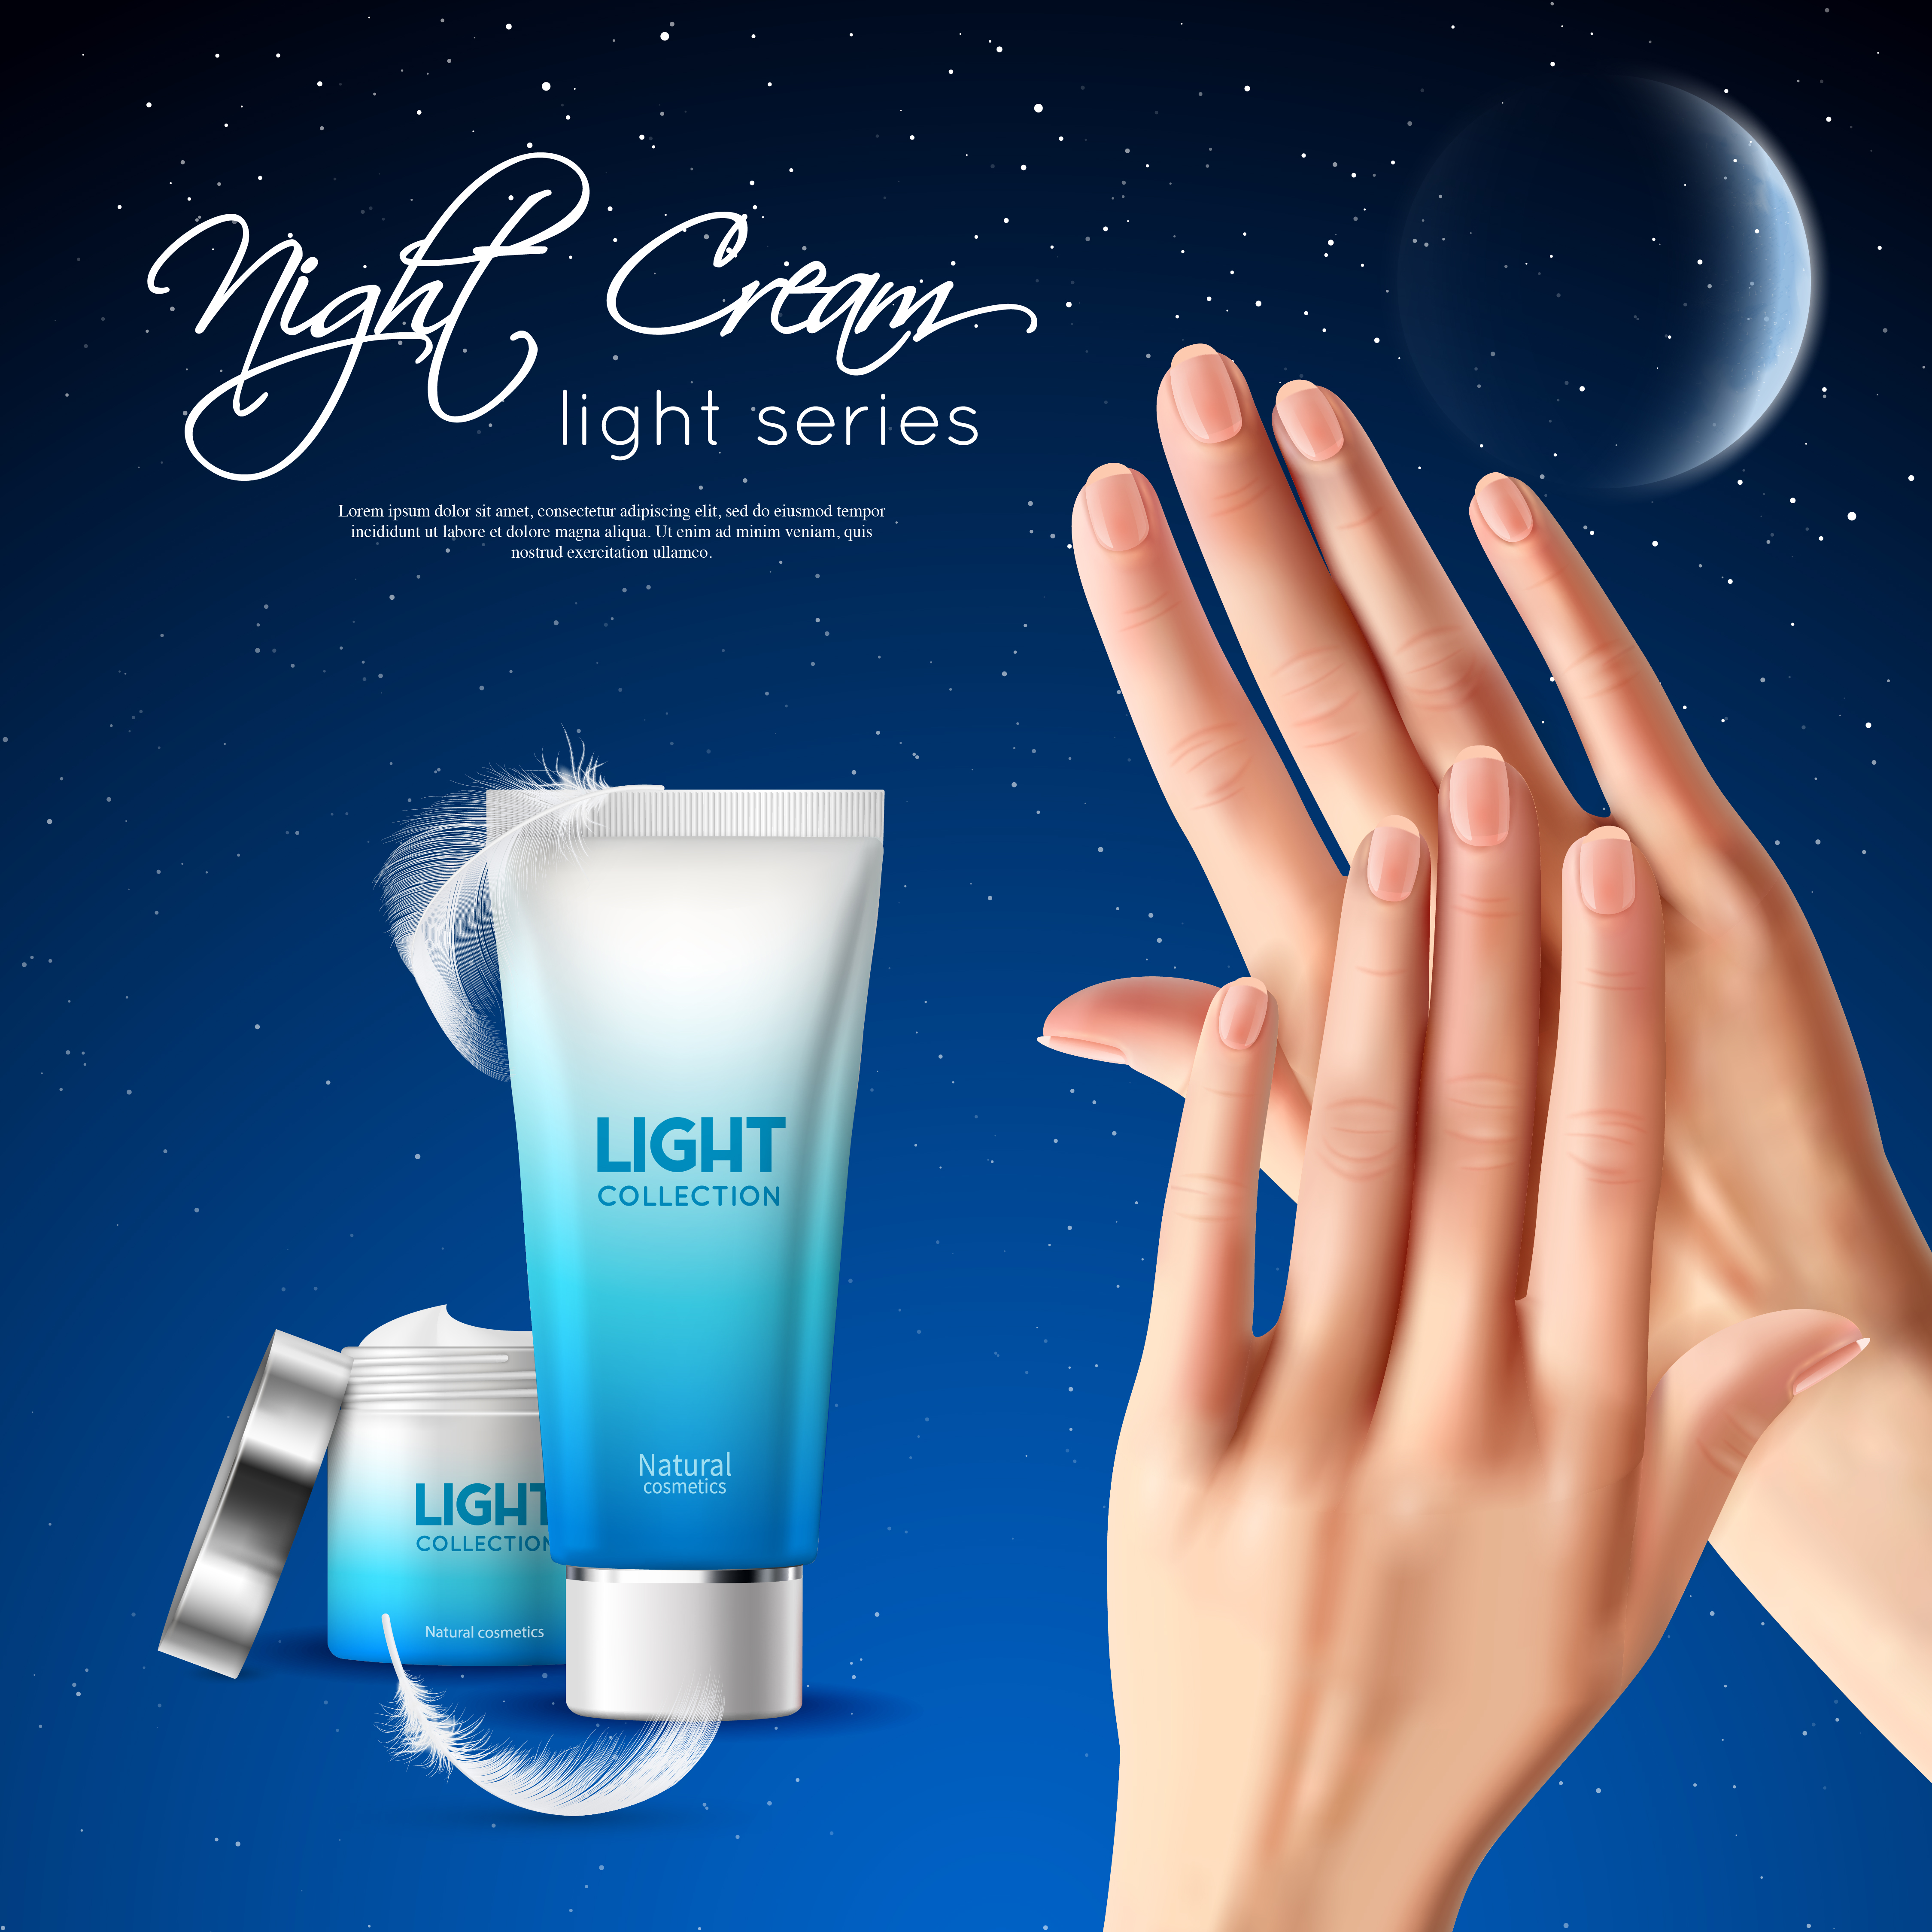 Night Cream
light series
Lorem ipsum dolor sit amet, consectetur adipiscing elit, sed do eiusmod tempor
incididunt ut labore et dolore magna aliqua. Ut enim ad minim veniam, quis
nostrud exercitation ullamco.
LIGHT
COLLECTION
Natural
cosmetics
LIGHT
COLLECTION
Natural cosmetics